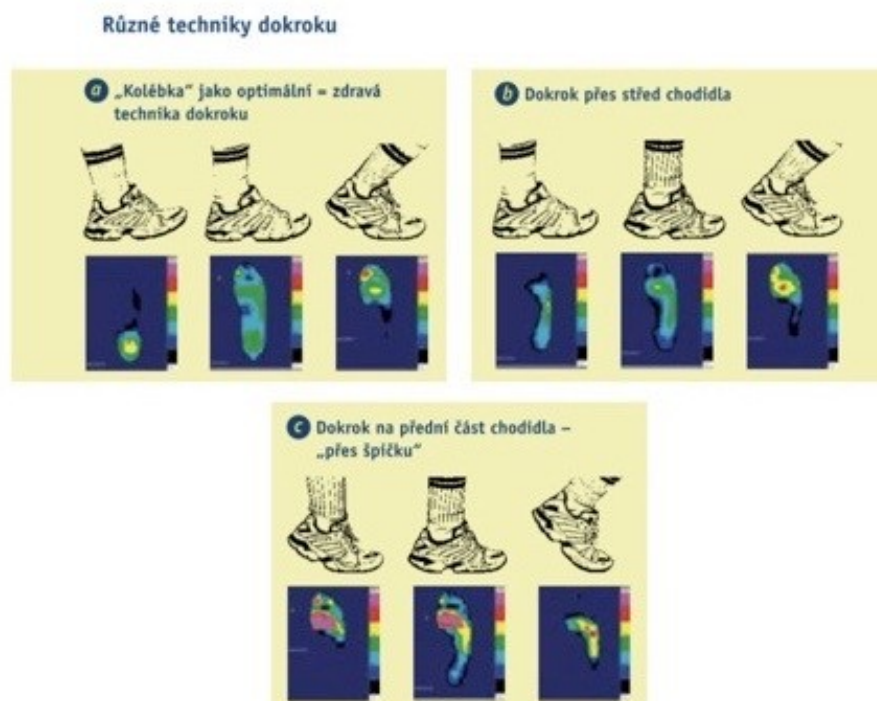 Různé techniky dokroku
a „Kolébka“ jako optimální = zdravá
technika dokroku
b Dokrok přes střed chodidla
c Dokrok na přední část chodidla –
„přes špičku“